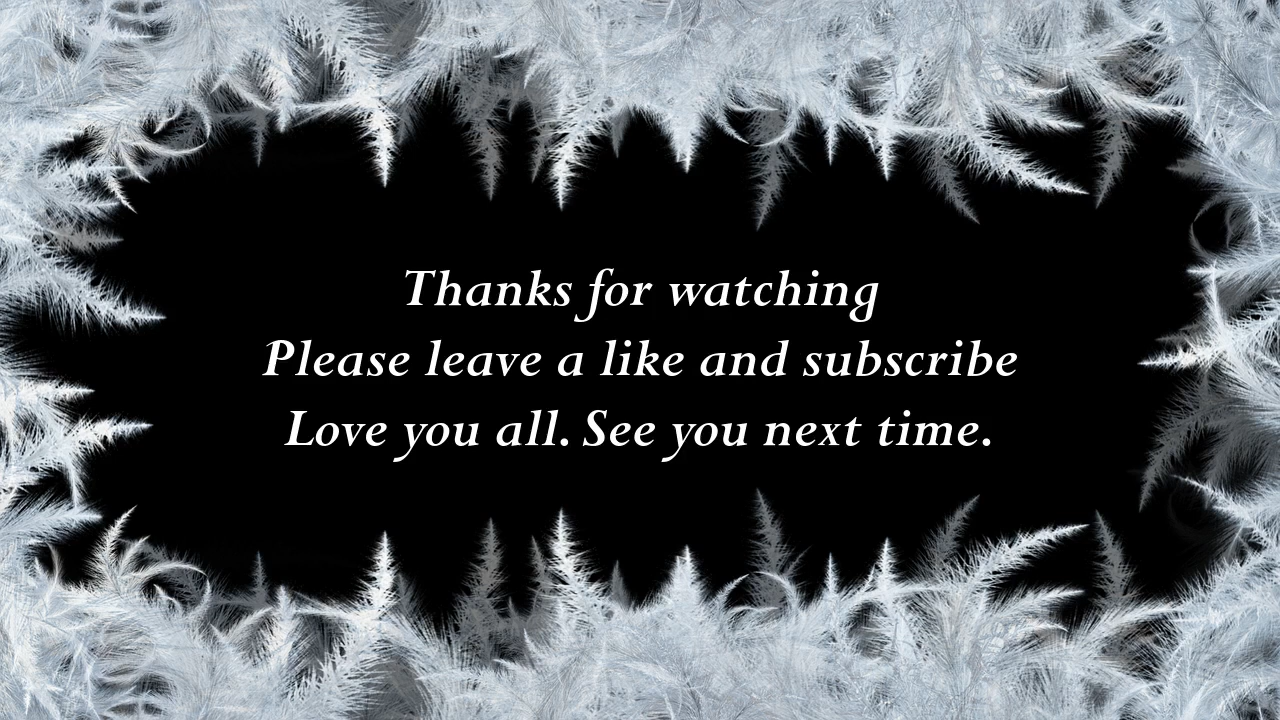 Thanks for watching
Please leave a like and subscribe
Love you all. See you next time.